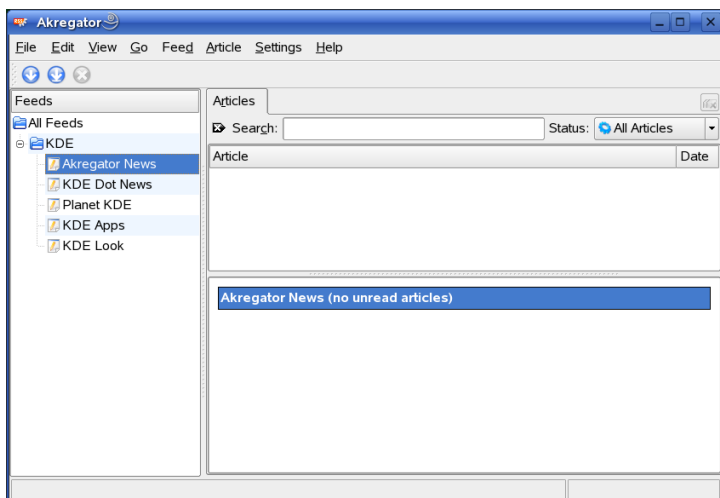 Akregator
File Edit View Go Feed Article Settings Help
Feeds
Articles
All Feeds
Search:
Status: All Articles
KDE
Article Date
Akregator News
KDE Dot News
Planet KDE
KDE Apps
KDE Look
Akregator News (no unread articles)